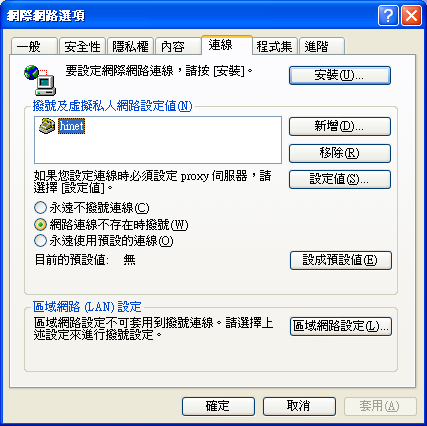 網際網路選項
一般 安全性 隱私權 內容 連線 程式集 進階
要設定網際網路連線，請按 [安裝]。 安裝(U)...
撥號及虛擬私人網路設定值(N)
hinet 新增(D)...
移除(R)
如果您設定連線時必須設定 proxy 伺服器，請 設定值(S)...
選擇 [設定值]。
永遠不撥號連線(C)
網路連線不存在時撥號(W)
永遠使用預設的連線(O)
目前的預設值: 無 設成預設值(E)
區域網路 (LAN) 設定
區域網路設定不可套用到撥號連線。請選擇上 區域網路設定(L)...
述設定來進行撥號設定。
確定 取消 套用(A)